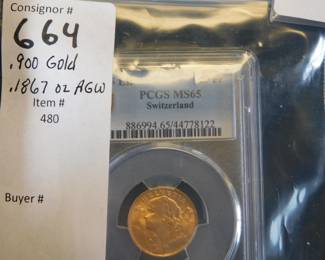 Consignor #
664
.900 Gold
.1867 oz AGW
Item #
480
Buyer #
PCGS MS65
Switzerland
886994.65/44778122